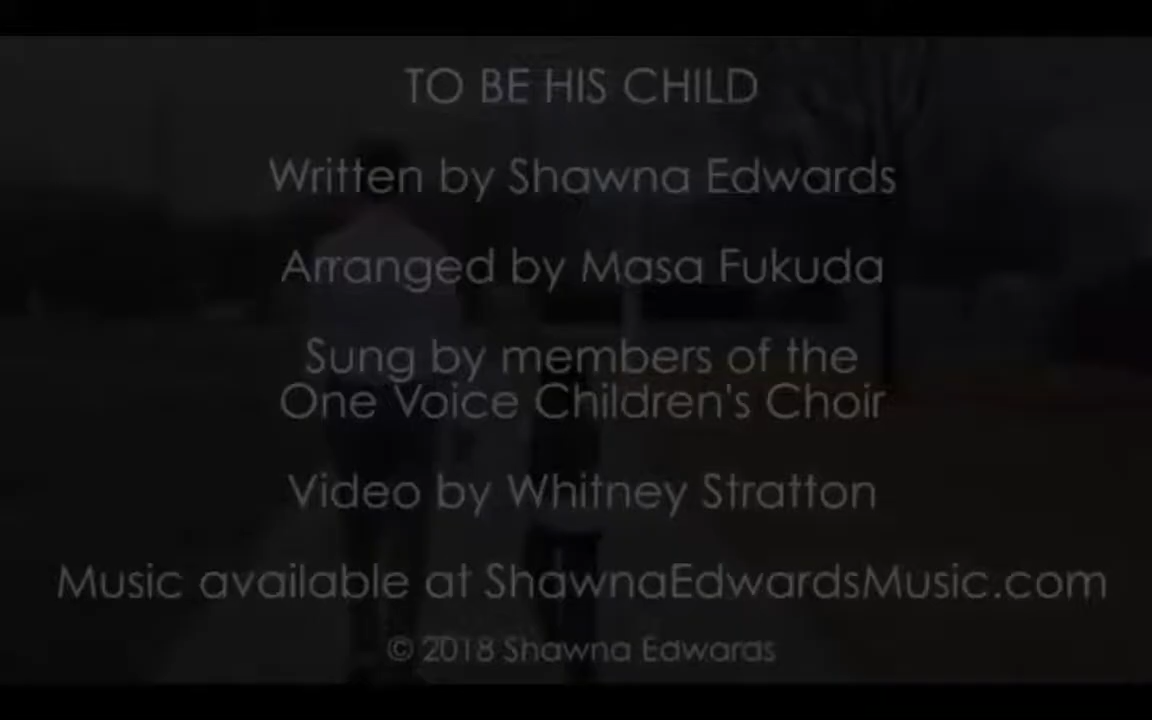 TO BE HIS CHILD
Written by Shawna Edwards
Arranged by Masa Fukuda
Sung by members of the
One Voice Children's Choir
Video by Whitney Stratton
Music available at ShawnaEdwardsMusic.com
© 2018 Shawna Edwards